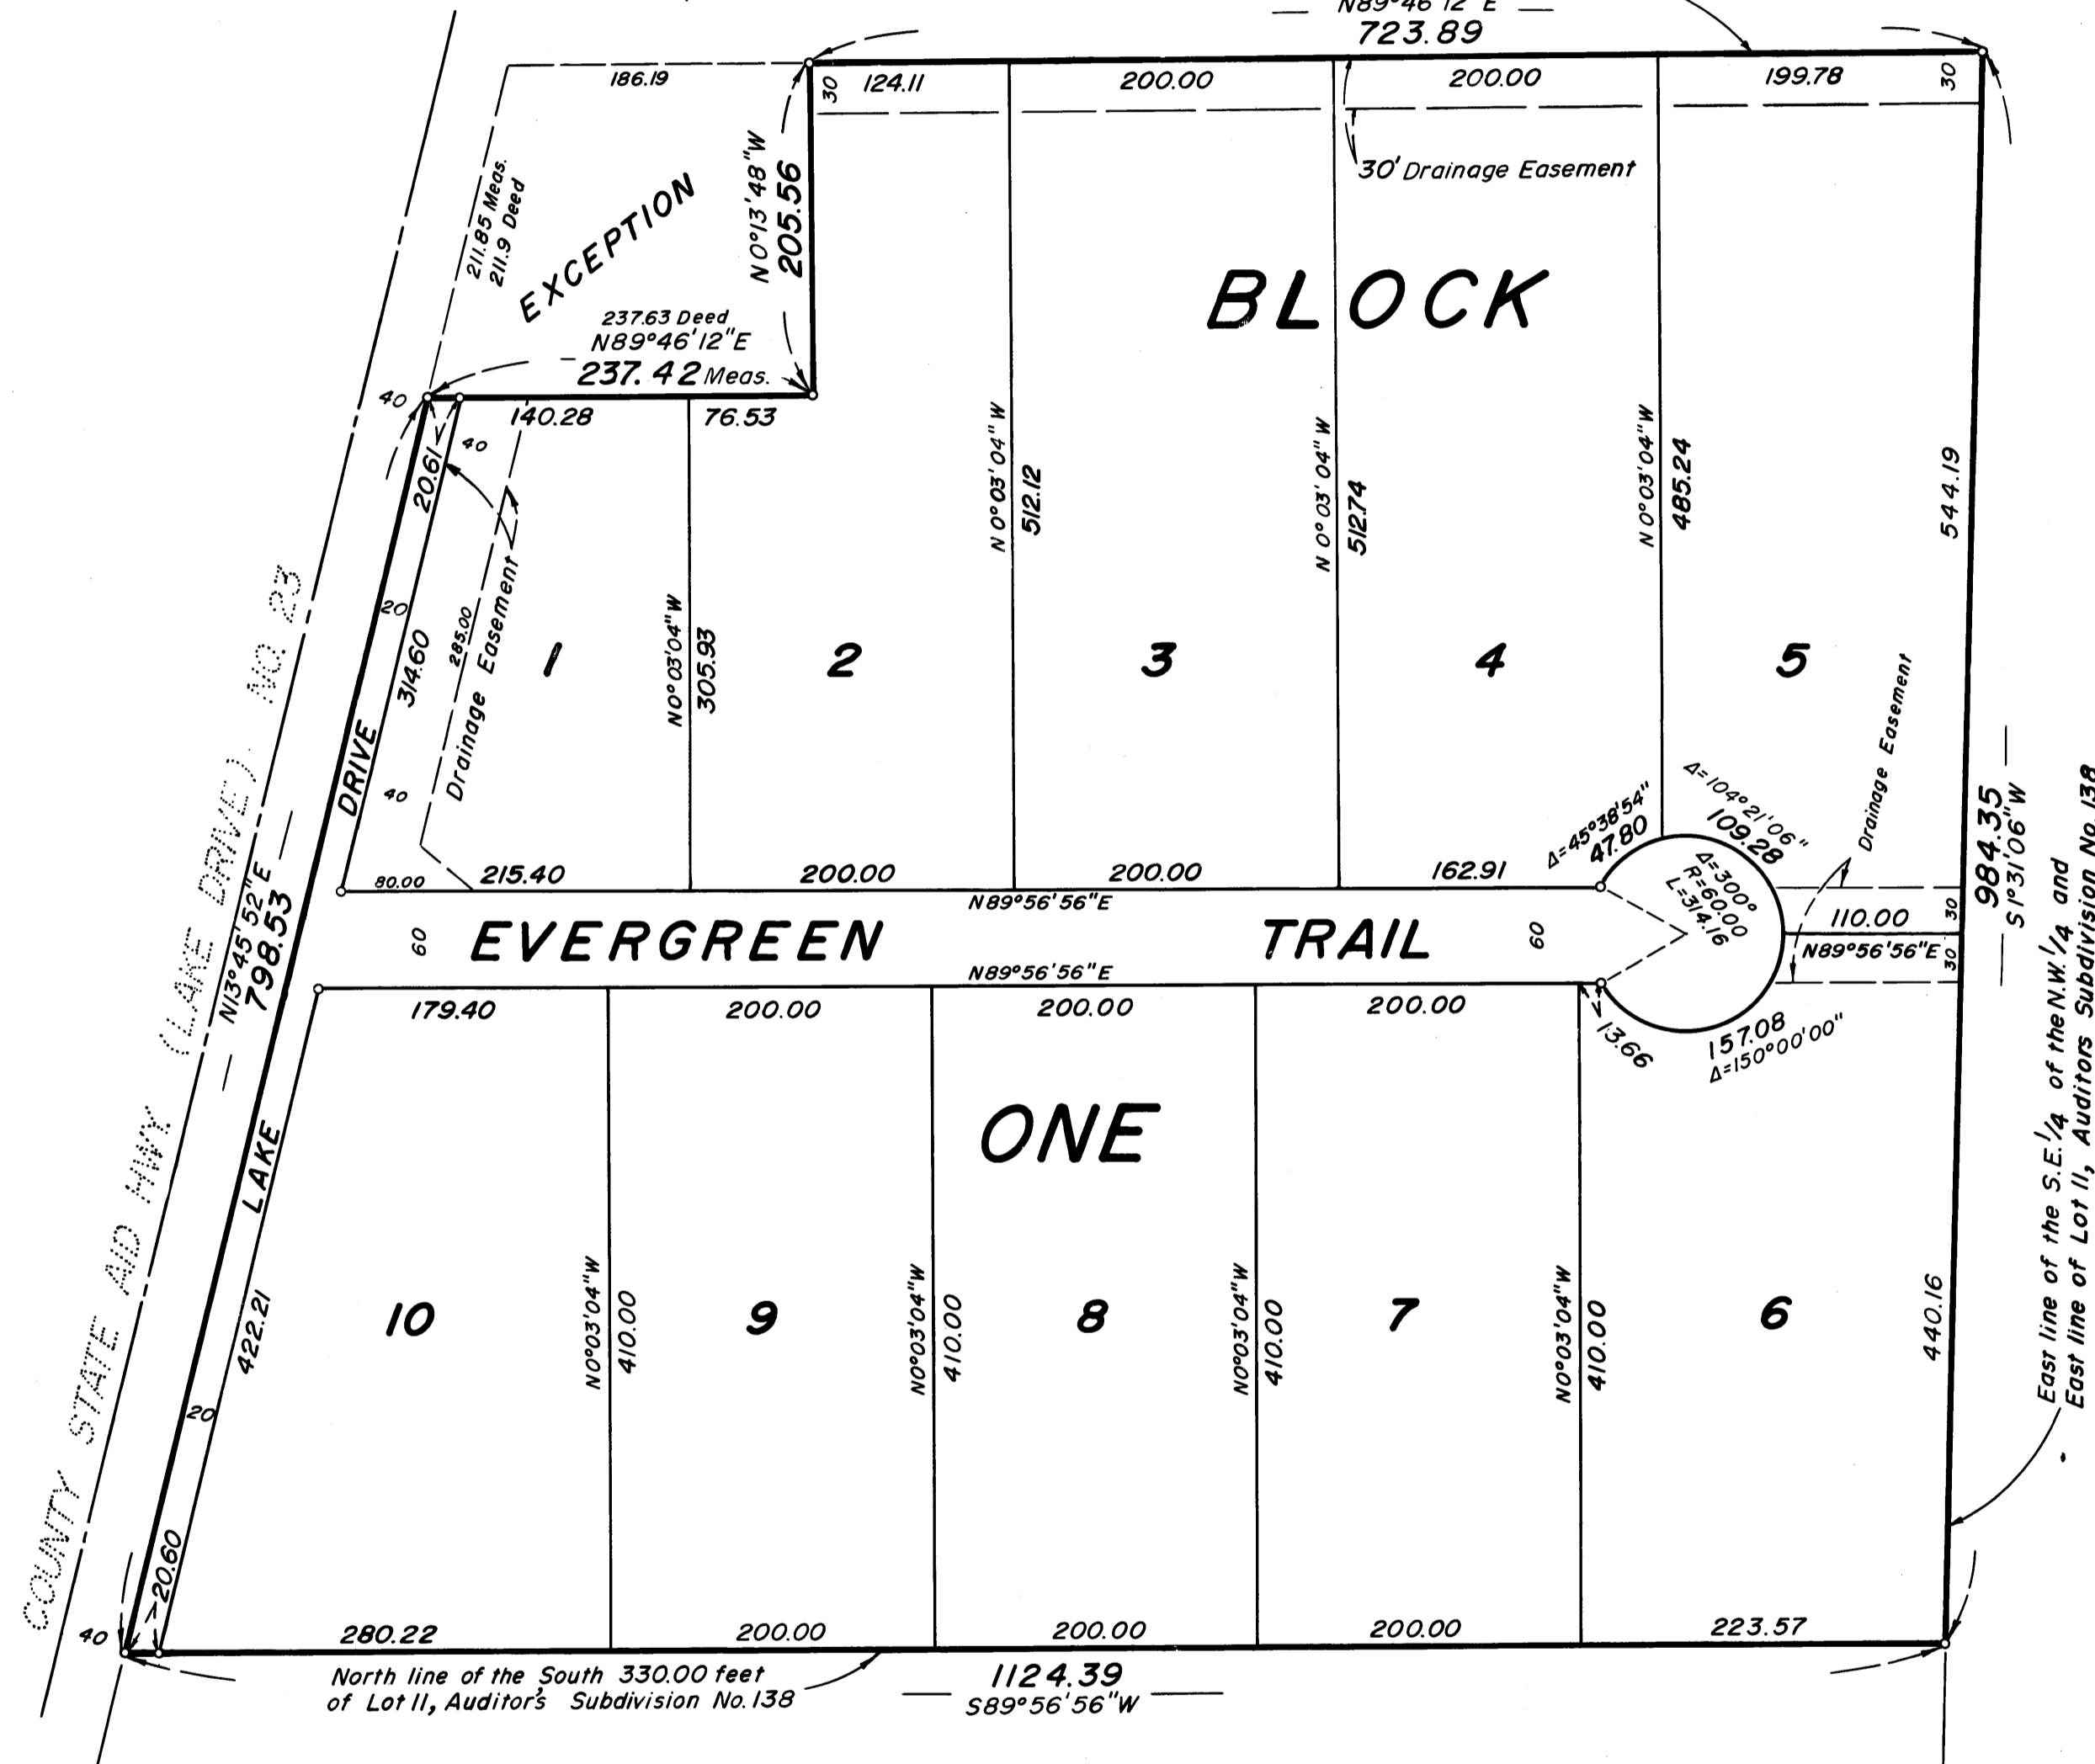 N89°46'12"E
723.89
186.19
30
124.11
200.00
200.00
199.78
30
30' Drainage Easement
211.85 Meas.
211.9 Deed
EXCEPTION
N0°13'48"W
205.56
BLOCK
237.63 Deed
N89°46'12"E
237.42 Meas.
40
140.28
76.53
40
20.61
N0°03'04"W
512.12
N0°03'04"W
512.74
N0°03'04"W
485.24
544.19
COUNTY STATE AID HWY. (LAKE DRIVE) NO. 23
20
314.60
285.00
Drainage Easement
1
N0°03'04"W
305.93
2
3
4
5
Drainage Easement
DRIVE
40
Δ=45°38'54"
47.80
Δ=104°21'06"
109.28
Δ=300°
R=60.00
L=314.16
984.35
S1°31'06"W
N13°45'52"E
798.53
80.00
215.40
200.00
200.00
162.91
N89°56'56"E
60
EVERGREEN TRAIL
60
110.00
30
N89°56'56"E
30
N89°56'56"E
179.40
200.00
200.00
200.00
13.66
157.08
Δ=150°00'00"
ONE
LAKE
East line of the S.E.1/4 of the N.W.1/4 and
East line of Lot 11, Auditors Subdivision No. 138
422.21
10
N0°03'04"W
410.00
9
N0°03'04"W
410.00
8
N0°03'04"W
410.00
7
N0°03'04"W
410.00
6
440.16
20
20.60
40
280.22
200.00
200.00
200.00
223.57
North line of the South 330.00 feet
of Lot 11, Auditor's Subdivision No. 138
1124.39
S89°56'56"W